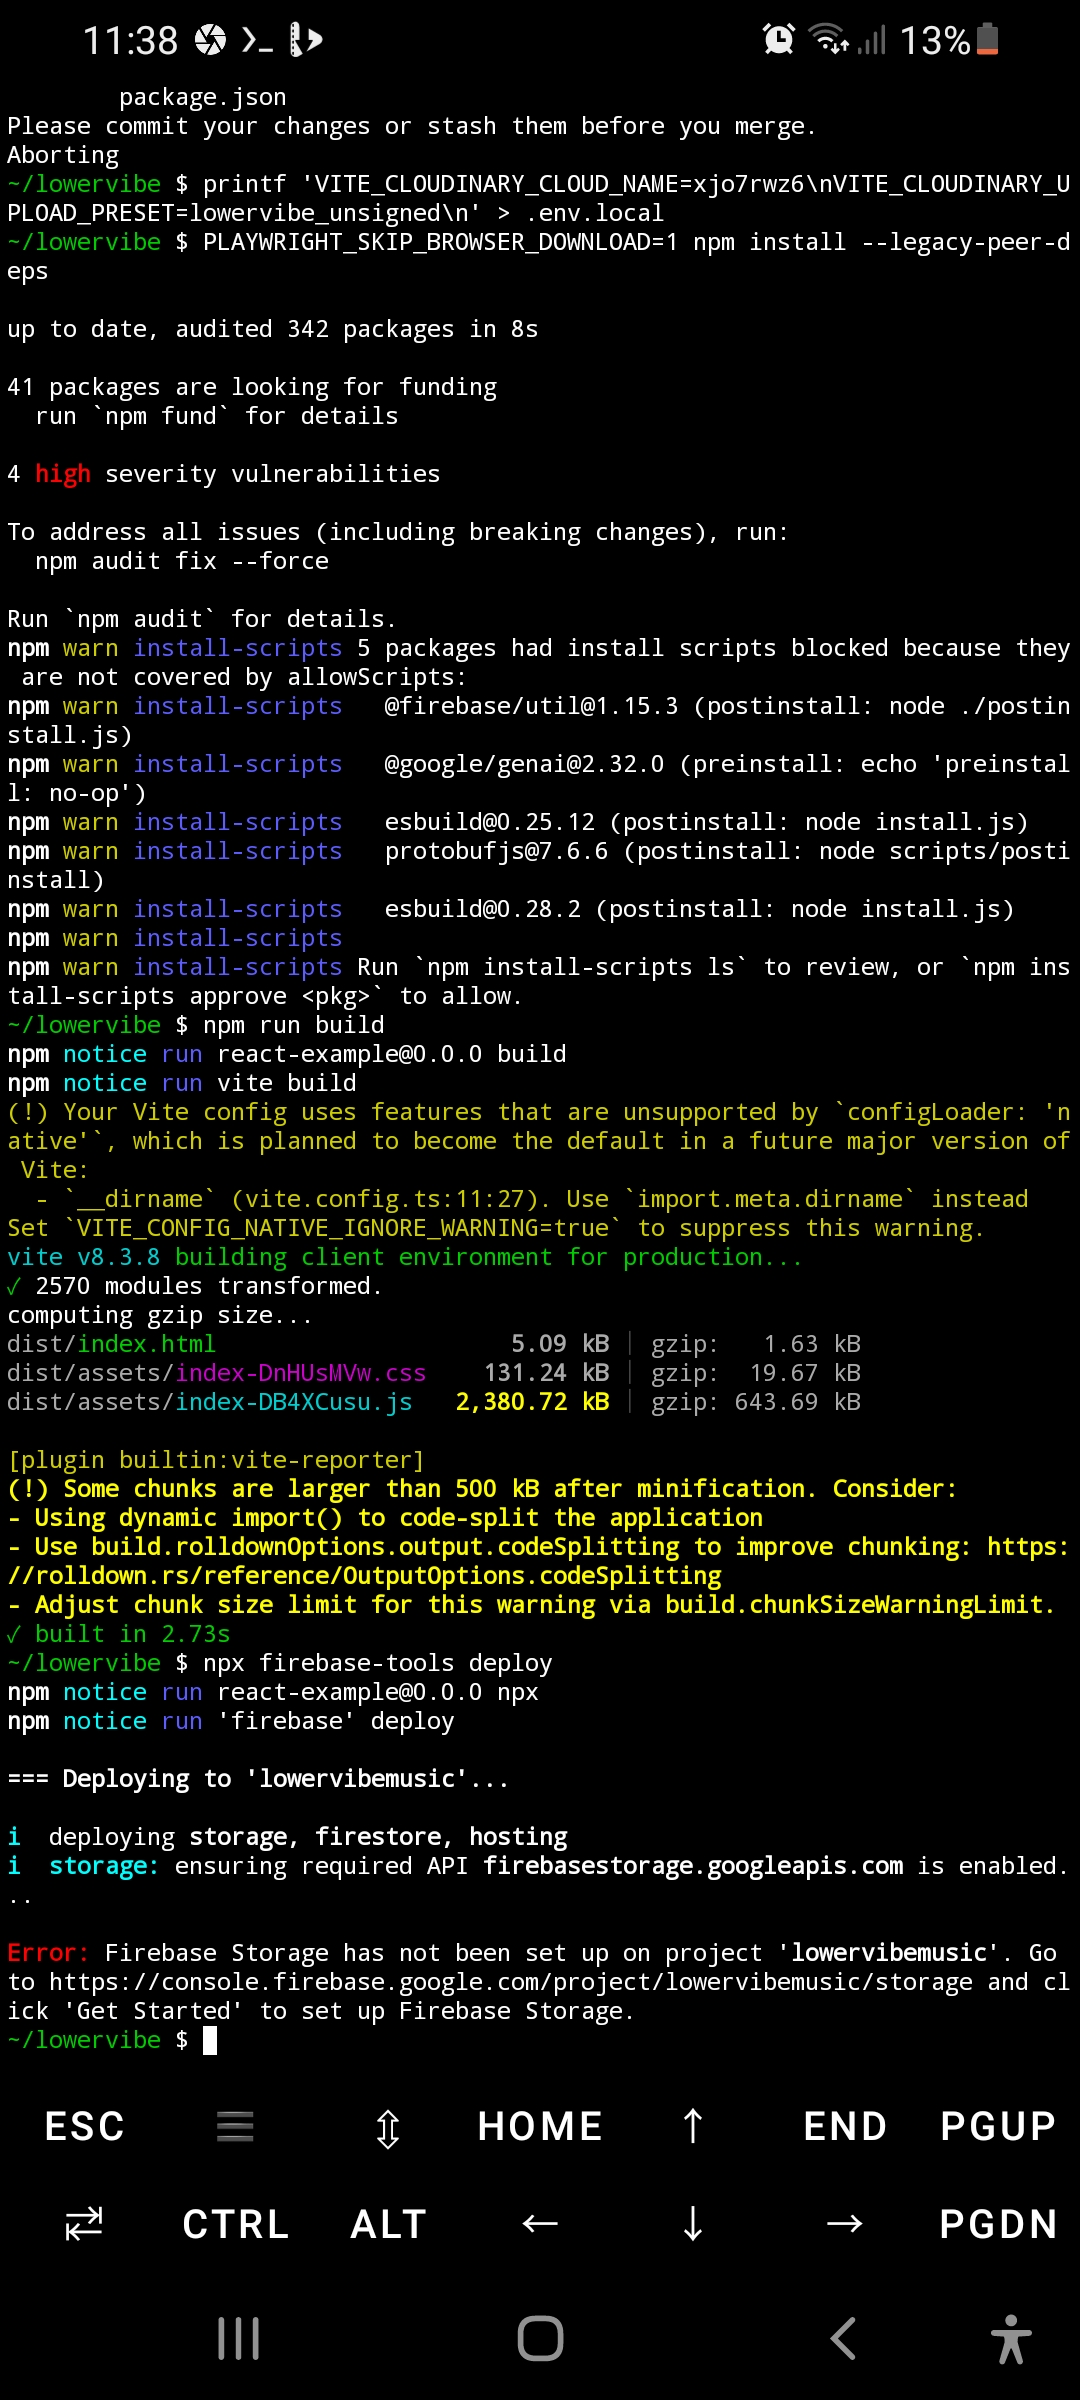 11:38
13%
package.json
Please commit your changes or stash them before you merge.
Aborting
~/lowervibe $ printf 'VITE_CLOUDINARY_CLOUD_NAME=xjo7rwz6\nVITE_CLOUDINARY_U
PLOAD_PRESET=lowervibe_unsigned\n' > .env.local
~/lowervibe $ PLAYWRIGHT_SKIP_BROWSER_DOWNLOAD=1 npm install --legacy-peer-d
eps
up to date, audited 342 packages in 8s
41 packages are looking for funding
run `npm fund` for details
4 high severity vulnerabilities
To address all issues (including breaking changes), run:
npm audit fix --force
Run `npm audit` for details.
npm warn install-scripts 5 packages had install scripts blocked because they
are not covered by allowScripts:
npm warn install-scripts   @firebase/util@1.15.3 (postinstall: node ./postin
stall.js)
npm warn install-scripts   @google/genai@2.32.0 (preinstall: echo 'preinstal
l: no-op')
npm warn install-scripts   esbuild@0.25.12 (postinstall: node install.js)
npm warn install-scripts   protobufjs@7.6.6 (postinstall: node scripts/posti
nstall)
npm warn install-scripts   esbuild@0.28.2 (postinstall: node install.js)
npm warn install-scripts
npm warn install-scripts Run `npm install-scripts ls` to review, or `npm ins
tall-scripts approve <pkg>` to allow.
~/lowervibe $ npm run build
npm notice run react-example@0.0.0 build
npm notice run vite build
(!) Your Vite config uses features that are unsupported by `configLoader: 'n
ative'`, which is planned to become the default in a future major version of
Vite:
- `__dirname` (vite.config.ts:11:27). Use `import.meta.dirname` instead
Set `VITE_CONFIG_NATIVE_IGNORE_WARNING=true` to suppress this warning.
vite v8.3.8 building client environment for production...
✓ 2570 modules transformed.
computing gzip size...
dist/index.html                     5.09 kB │ gzip:   1.63 kB
dist/assets/index-DnHUsMVw.css    131.24 kB │ gzip:  19.67 kB
dist/assets/index-DB4XCusu.js   2,380.72 kB │ gzip: 643.69 kB
[plugin builtin:vite-reporter]
(!) Some chunks are larger than 500 kB after minification. Consider:
- Using dynamic import() to code-split the application
- Use build.rolldownOptions.output.codeSplitting to improve chunking: https:
//rolldown.rs/reference/OutputOptions.codeSplitting
- Adjust chunk size limit for this warning via build.chunkSizeWarningLimit.
✓ built in 2.73s
~/lowervibe $ npx firebase-tools deploy
npm notice run react-example@0.0.0 npx
npm notice run 'firebase' deploy
=== Deploying to 'lowervibemusic'...
i  deploying storage, firestore, hosting
i  storage: ensuring required API firebasestorage.googleapis.com is enabled.
..
Error: Firebase Storage has not been set up on project 'lowervibemusic'. Go
to https://console.firebase.google.com/project/lowervibemusic/storage and cl
ick 'Get Started' to set up Firebase Storage.
~/lowervibe $
ESC ☰ ⇕ HOME ↑ END PGUP
⇄ CTRL ALT ← ↓ → PGDN